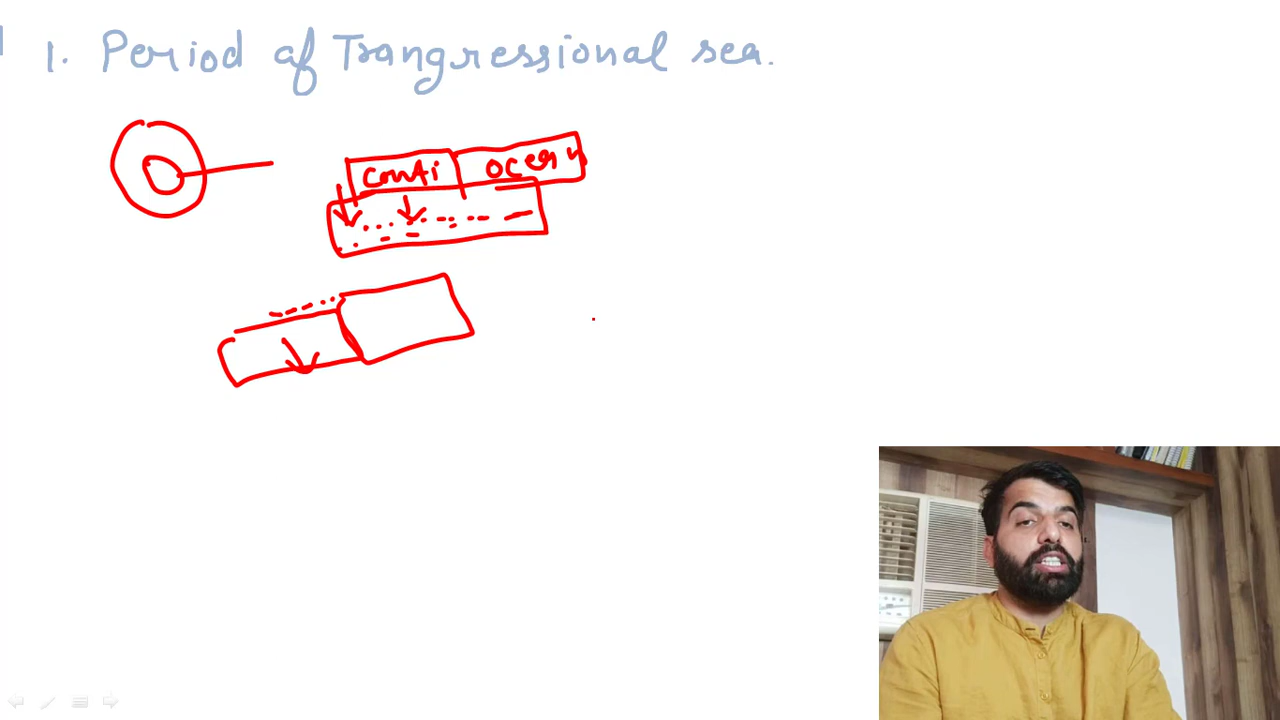 1. Period of Trangressional sea.
conti ocean